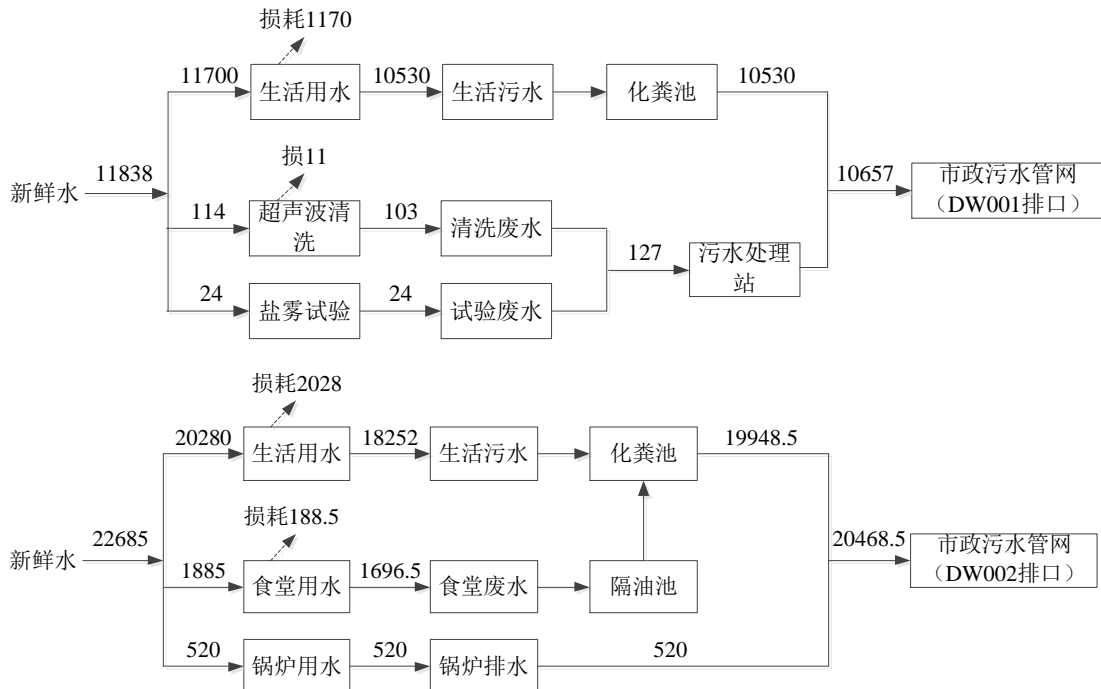 损耗1170
11700
生活用水
10530
生活污水
化粪池
10530
新鲜水
11838
损11
114
超声波清
洗
103
清洗废水
127
污水处理
站
10657
市政污水管网
（DW001排口）
24
盐雾试验
24
试验废水
损耗2028
20280
生活用水
18252
生活污水
化粪池
19948.5
新鲜水
22685
损耗188.5
1885
食堂用水
1696.5
食堂废水
隔油池
20468.5
市政污水管网
（DW002排口）
520
锅炉用水
520
锅炉排水
520